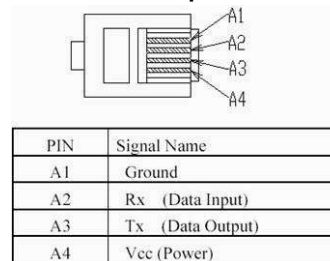 A1
A2
A3
A4
PIN Signal Name
A1 Ground
A2 Rx (Data Input)
A3 Tx (Data Output)
A4 Vcc (Power)